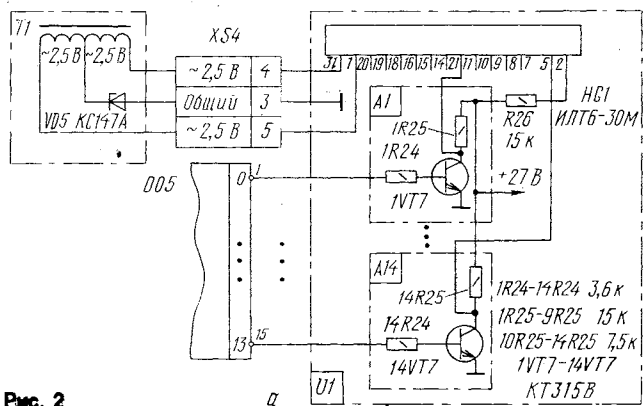 T1
~2,5 В ~2,5 В
VD5 КС147А
XS4
~2,5 В 4
Общий 3
~2,5 В 5
31 1 20 19 18 16 15 14 21 11 10 9 8 7 5 2
HG1
ИЛТ6-30М
R26
15 к
+27 В
A1
1R25
1R24
1VT7
DD5
0 1
13 15
A14
14R25
14R24
14VT7
1R24-14R24 3,6 к
1R25-9R25 15 к
10R25-14R25 7,5 к
1VT7-14VT7
КТ315В
U1
Рис. 2
а